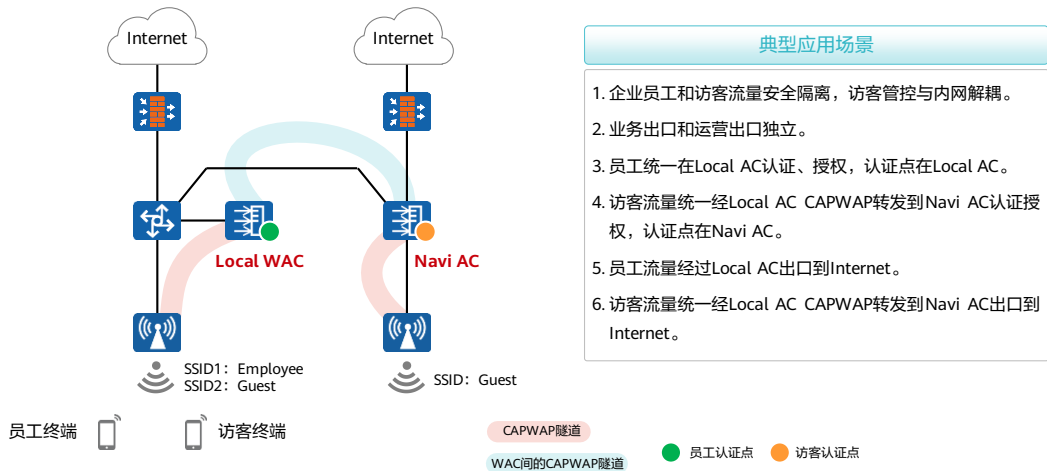 Internet
Internet
典型应用场景
1. 企业员工和访客流量安全隔离，访客管控与内网解耦。
2. 业务出口和运营出口独立。
3. 员工统一在Local AC认证、授权，认证点在Local AC。
4. 访客流量统一经Local AC CAPWAP转发到Navi AC认证授
权，认证点在Navi AC。
5. 员工流量经过Local AC出口到Internet。
6. 访客流量统一经Local AC CAPWAP转发到Navi AC出口到
Internet。
Local WAC
Navi AC
SSID1：Employee
SSID2：Guest
SSID：Guest
员工终端
访客终端
CAPWAP隧道
WAC间的CAPWAP隧道
员工认证点
访客认证点